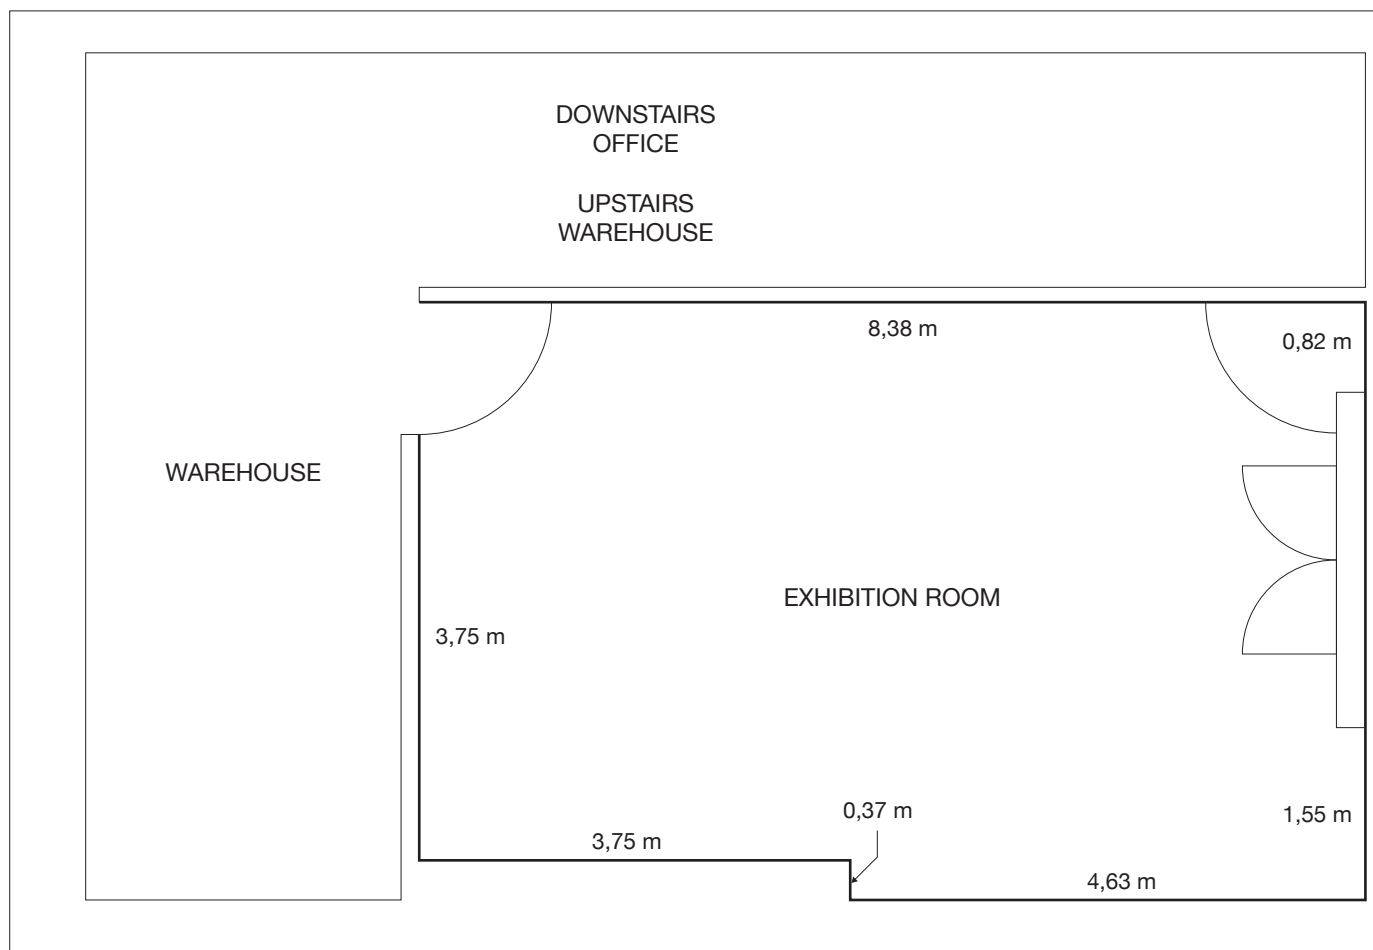 DOWNSTAIRS
OFFICE
UPSTAIRS
WAREHOUSE
8,38 m
0,82 m
WAREHOUSE
EXHIBITION ROOM
3,75 m
0,37 m
1,55 m
3,75 m
4,63 m